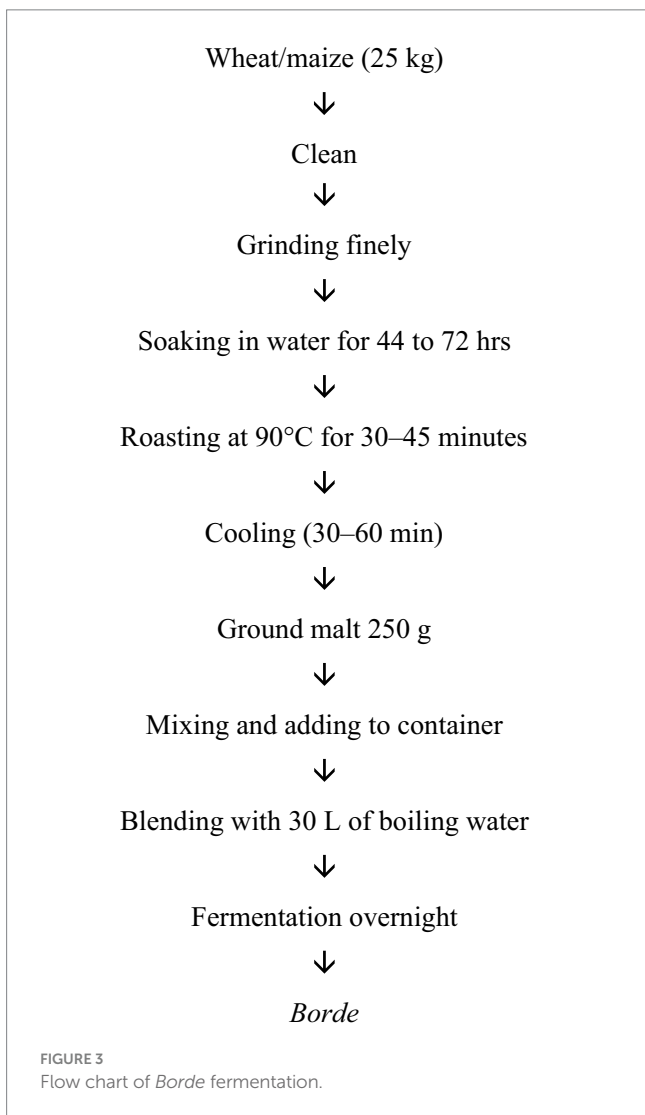 Wheat/maize (25 kg)
Clean
Grinding finely
Soaking in water for 44 to 72 hrs
Roasting at 90°C for 30–45 minutes
Cooling (30–60 min)
Ground malt 250 g
Mixing and adding to container
Blending with 30 L of boiling water
Fermentation overnight
Borde
FIGURE 3
Flow chart of Borde fermentation.